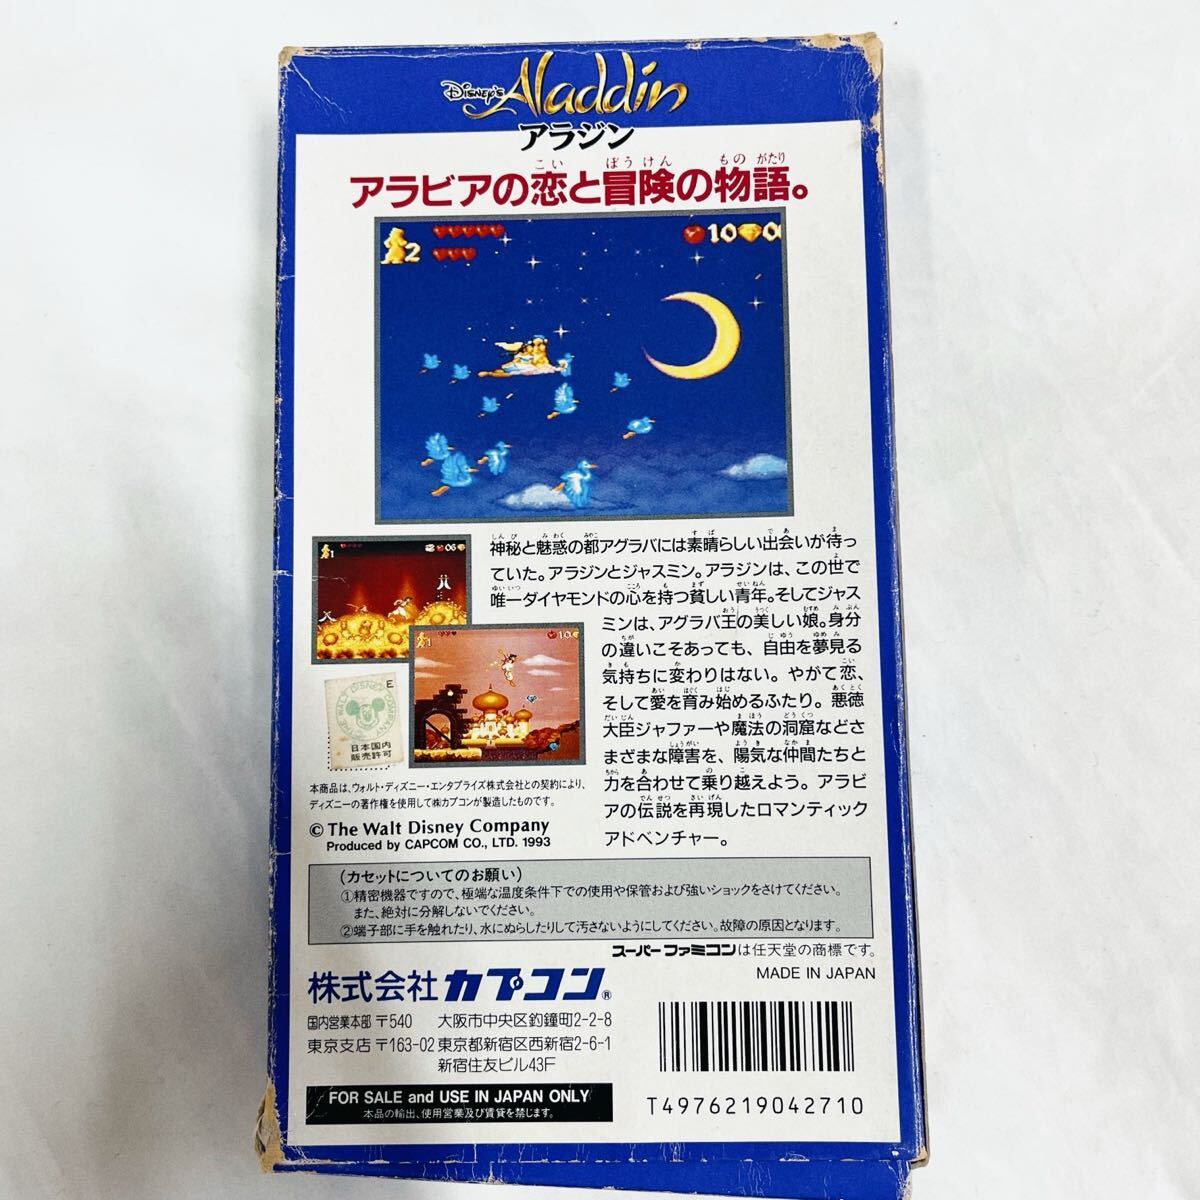 Disney's Aladdin
アラジン
アラビアの恋と冒険の物語。
2
10 0
1
06
1
10
神秘と魅惑の都アグラバには素晴らしい出会いが待っ
ていた。アラジンとジャスミン。アラジンは、この世で
唯一ダイヤモンドの心を持つ貧しい青年。そしてジャス
ミンは、アグラバ王の美しい娘。身分
の違いこそあっても、自由を夢見る
気持ちに変わりはない。やがて恋、
そして愛を育み始めるふたり。悪徳
大臣ジャファーや魔法の洞窟などさ
まざまな障害を、陽気な仲間たちと
力を合わせて乗り越えよう。アラビ
アの伝説を再現したロマンティック
アドベンチャー。
E
日本国内
販売許可
本商品は、ウォルト・ディズニー・エンタプライズ株式会社との契約により、
ディズニーの著作権を使用して㈱カプコンが製造したものです。
© The Walt Disney Company
Produced by CAPCOM CO., LTD. 1993
(カセットについてのお願い)
①精密機器ですので、極端な温度条件下での使用や保管および強いショックをさけてください。
また、絶対に分解しないでください。
②端子部に手を触れたり、水にぬらしたりして汚さないようにしてください。故障の原因となります。
スーパーファミコンは任天堂の商標です。
MADE IN JAPAN
株式会社カプコン®
国内営業本部 〒540 大阪市中央区釣鐘町2-2-8
東京支店 〒163-02 東京都新宿区西新宿2-6-1
新宿住友ビル43F
FOR SALE and USE IN JAPAN ONLY
本品の輸出、使用営業及び賃貸を禁じます。
T4976219042710